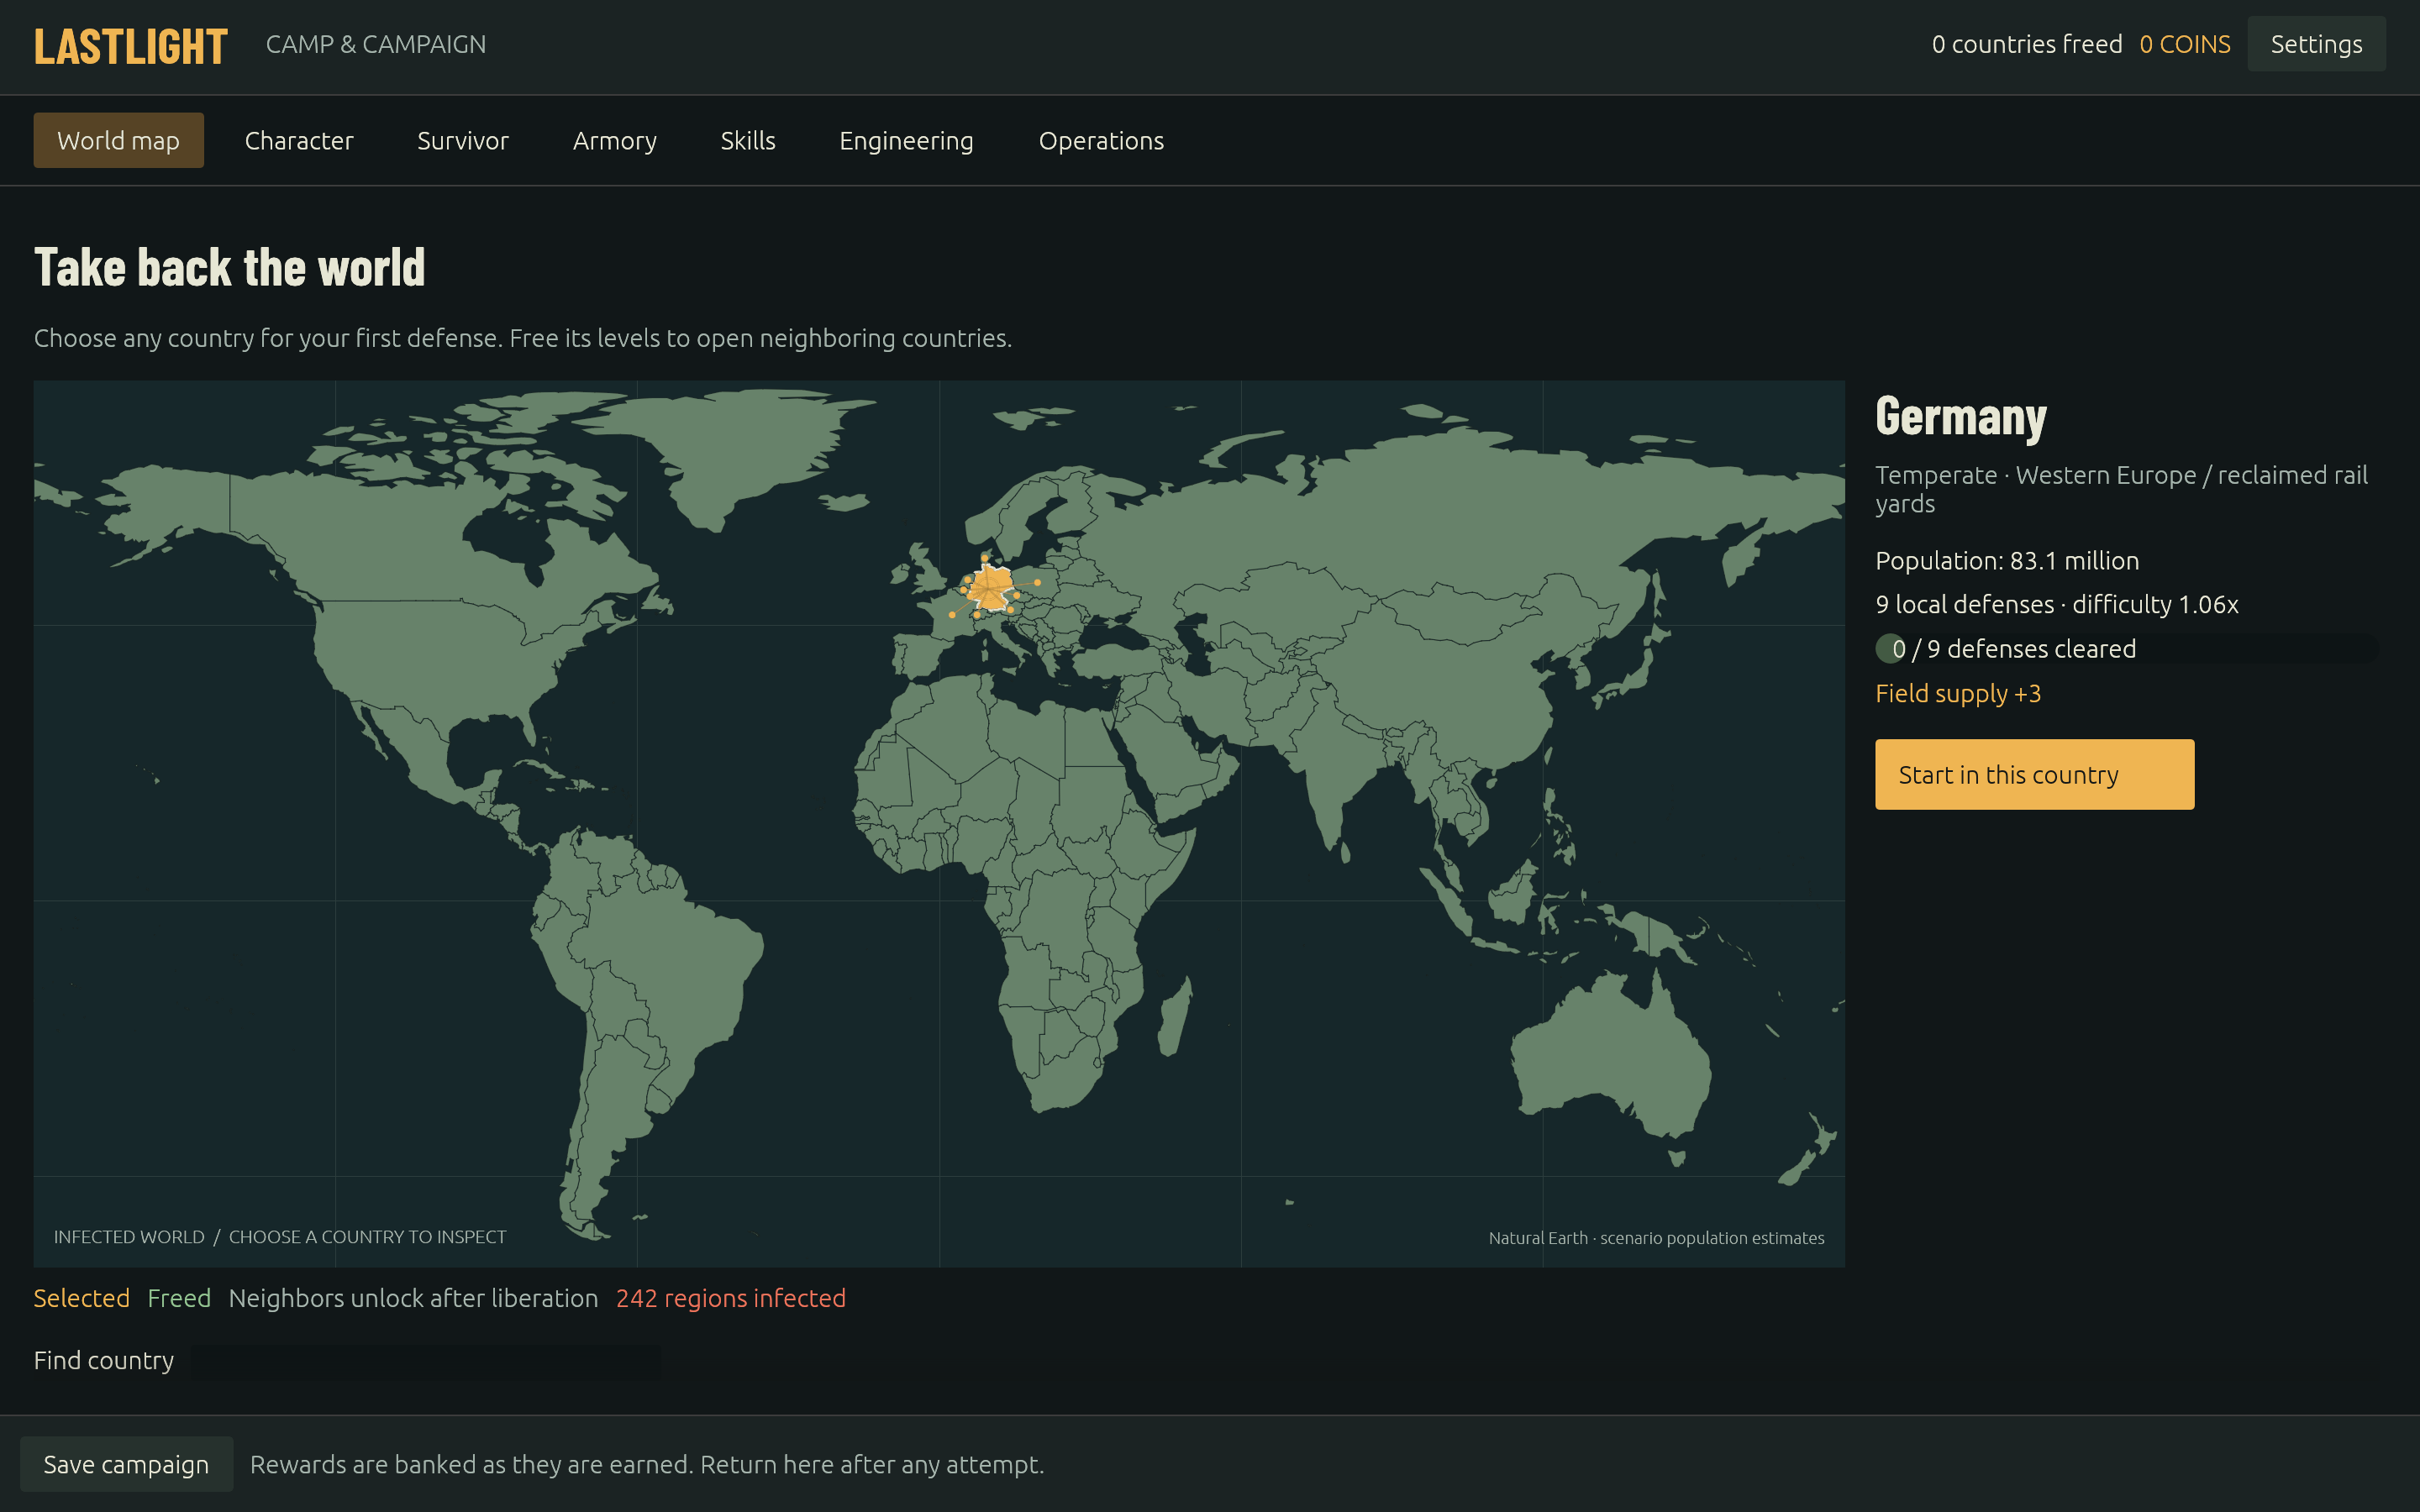 LASTLIGHT CAMP & CAMPAIGN 0 countries freed 0 COINS Settings
World map Character Survivor Armory Skills Engineering Operations
Take back the world
Choose any country for your first defense. Free its levels to open neighboring countries.
Germany
Temperate · Western Europe / reclaimed rail
yards
Population: 83.1 million
9 local defenses · difficulty 1.06x
0 / 9 defenses cleared
Field supply +3
Start in this country
INFECTED WORLD / CHOOSE A COUNTRY TO INSPECT
Natural Earth · scenario population estimates
Selected Freed Neighbors unlock after liberation 242 regions infected
Find country
Save campaign Rewards are banked as they are earned. Return here after any attempt.